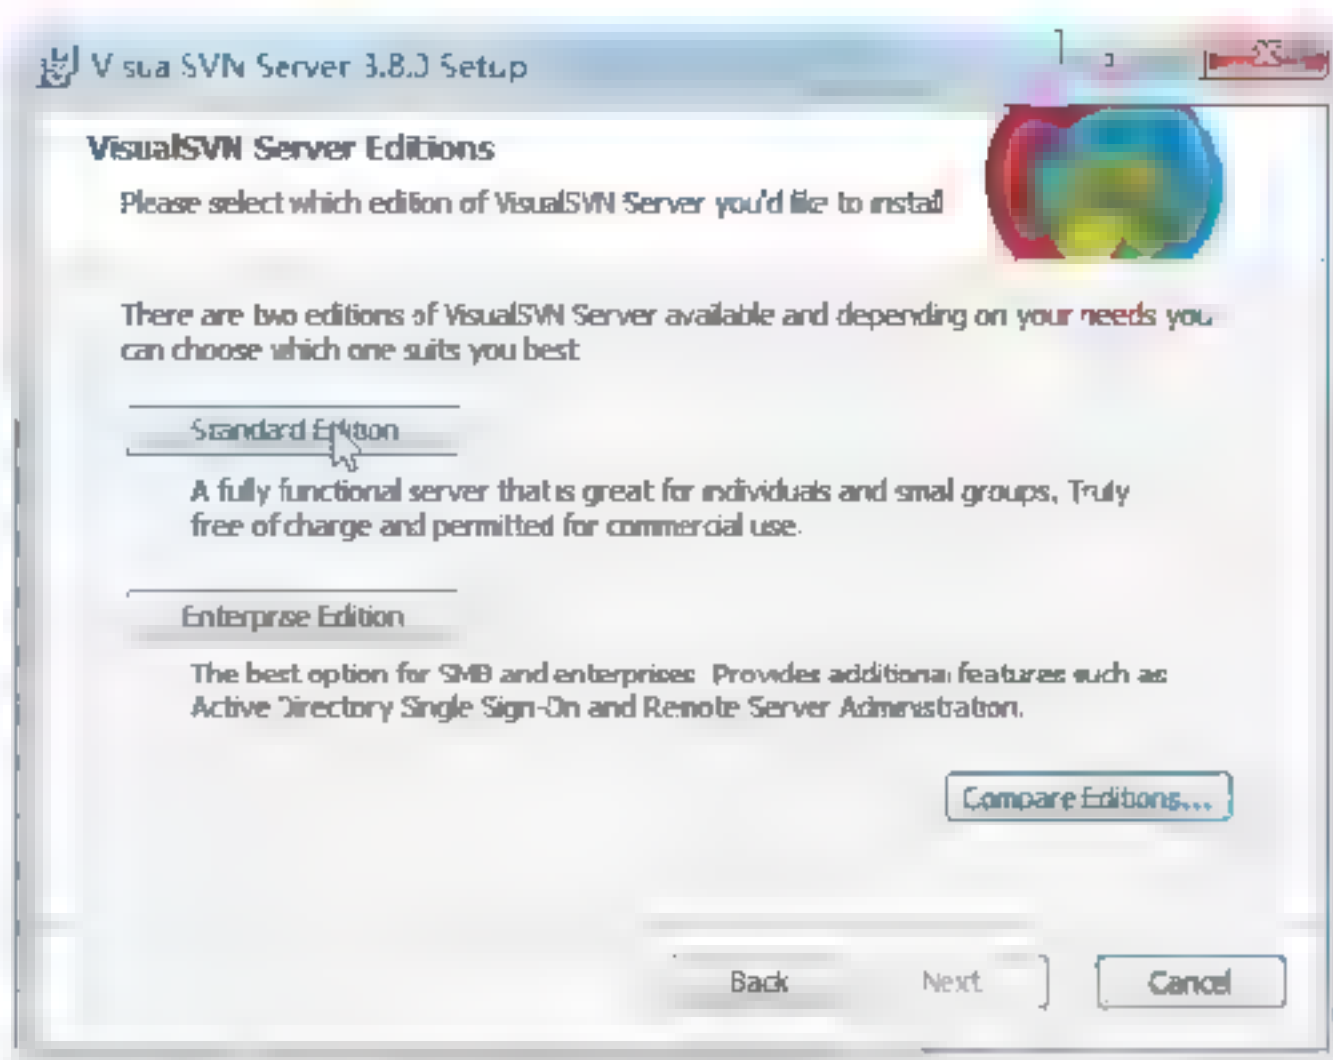 VisualSVN Server 3.8.0 Setup
VisualSVN Server Editions
Please select which edition of VisualSVN Server you'd like to install
There are two editions of VisualSVN Server available and depending on your needs you
can choose which one suits you best
Standard Edition
A fully functional server that is great for individuals and small groups. Truly
free of charge and permitted for commercial use.
Enterprise Edition
The best option for SMB and enterprises. Provides additional features such as
Active Directory Single Sign-On and Remote Server Administration.
Compare Editions...
Back
Next
Cancel